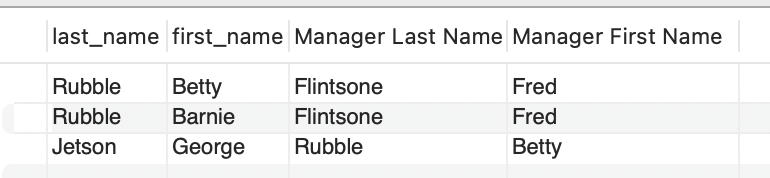 last_name first_name Manager Last Name Manager First Name
Rubble Betty Flintsone Fred
Rubble Barnie Flintsone Fred
Jetson George Rubble Betty